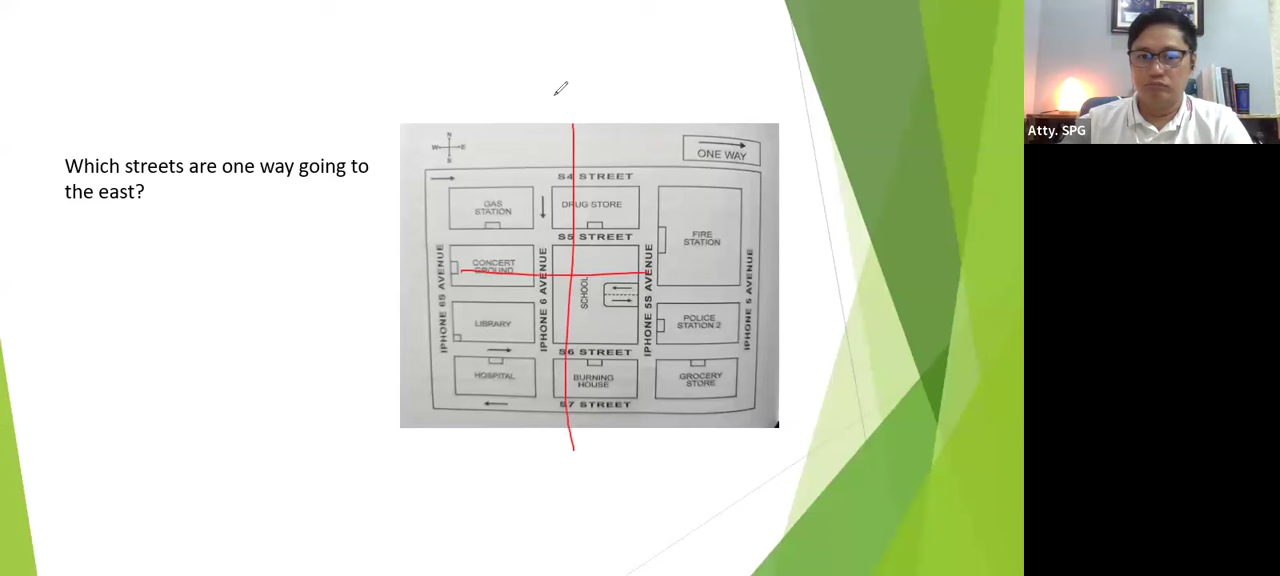 Which streets are one way going to
the east?
N
W E
S
ONE WAY
S4 STREET
GAS
STATION
DRUG STORE
FIRE
STATION
S5 STREET
CONCERT
GROUND
SCHOOL
IPHONE 6S AVENUE
IPHONE 6 AVENUE
IPHONE 5S AVENUE
IPHONE 5 AVENUE
LIBRARY
POLICE
STATION 2
S6 STREET
HOSPITAL
BURNING
HOUSE
GROCERY
STORE
S7 STREET
Atty. SPG